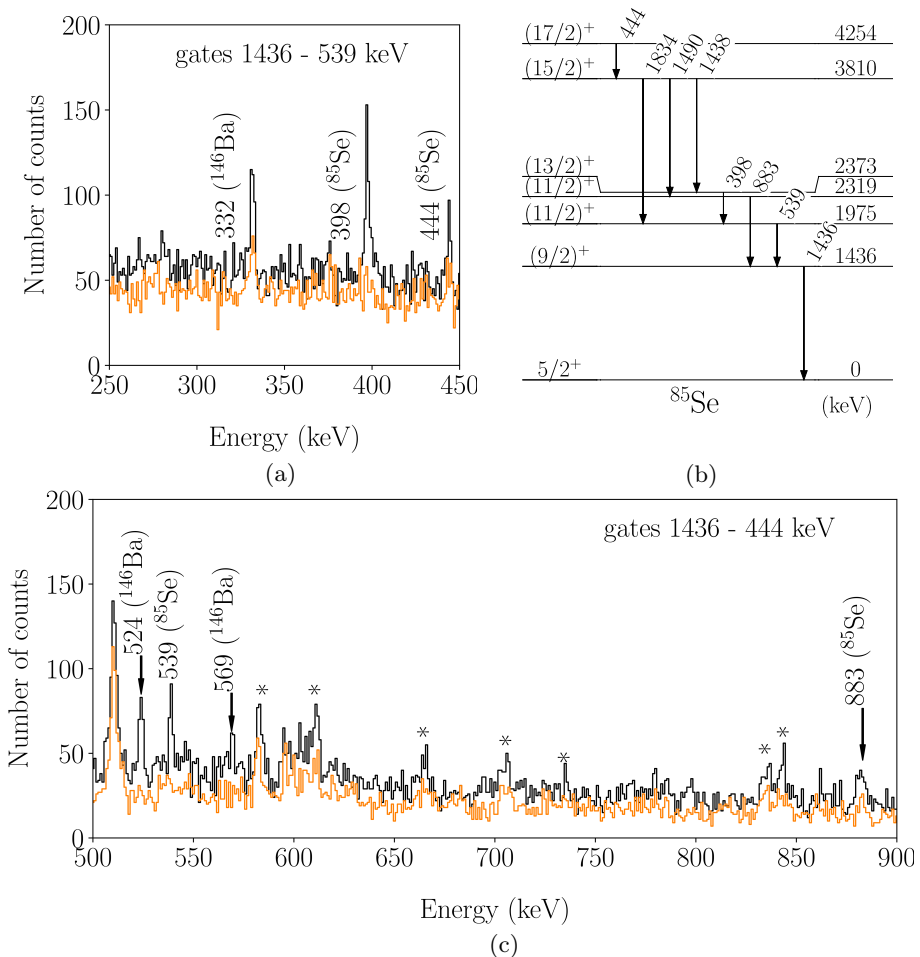 200
150
100
50
0
250
300
350
400
450
Number of counts
Energy (keV)
gates 1436 - 539 keV
332 (¹⁴⁶Ba)
398 (⁸⁵Se)
444 (⁸⁵Se)
(a)
(17/2)⁺ 444 4254
(15/2)⁺ 1834 1490 1438 3810
(13/2)⁺ 2373
(11/2)⁺ 398 883 2319
(11/2)⁺ 539 1975
(9/2)⁺ 1436 1436
5/2⁺ 0
⁸⁵Se (keV)
(b)
200
150
100
50
0
500
550
600
650
700
750
800
850
900
Number of counts
Energy (keV)
gates 1436 - 444 keV
524 (¹⁴⁶Ba)
539 (⁸⁵Se)
569 (¹⁴⁶Ba)
* * * * * * *
883 (⁸⁵Se)
(c)